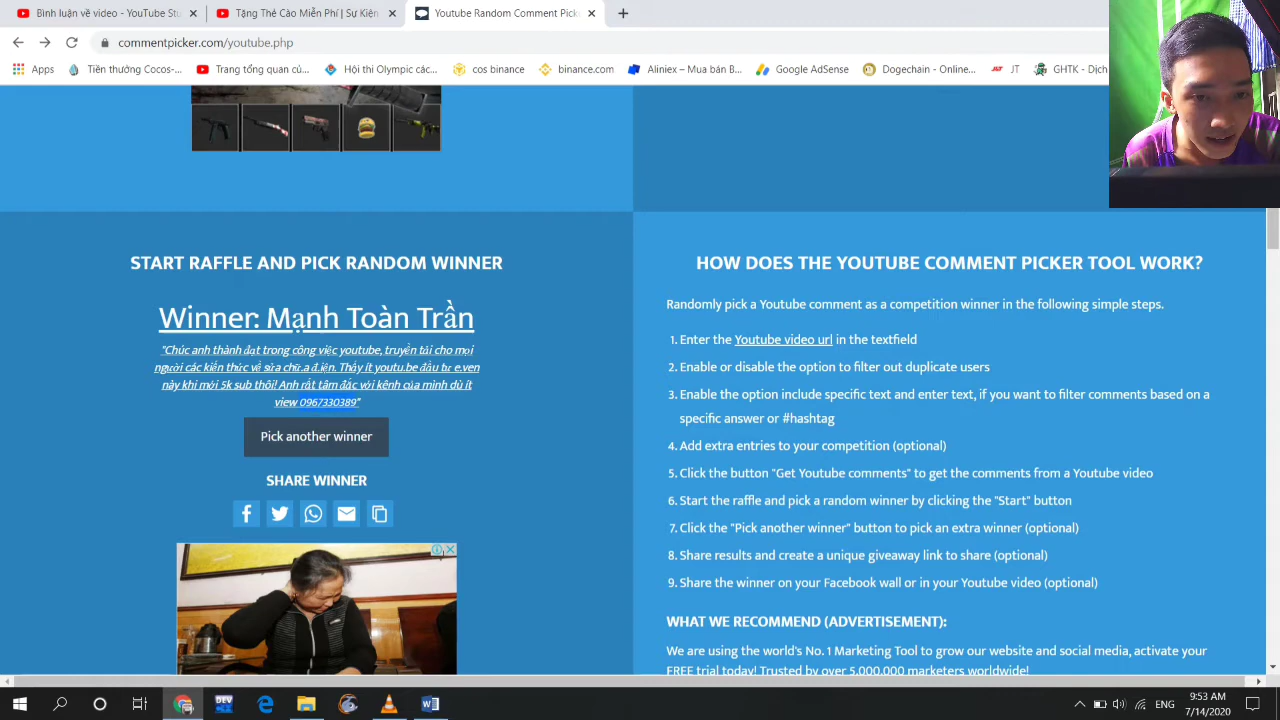 Bình luận về video - YouTube Stu
Tặng Thẻ Cào Miễn Phí | Sự Kiện
Youtube Random Comment Pick
commentpicker.com/youtube.php
Apps
Tiền thưởng Cocos-...
Trang tổng quan củ...
Hội thi Olympic các...
cos binance
binance.com
Aliniex – Mua bán B...
Google AdSense
Dogechain - Online...
JLT
JT
GHTK - Dịch
START RAFFLE AND PICK RANDOM WINNER
Winner: Mạnh Toàn Trần
"Chúc anh thành đạt trong công việc youtube, truyền tải cho mọi
người các kiến thức về sửa chữ.a đ.iện. Thấy ít youtu.be đầu tư e.ven
này khi mới 5k sub thôi! Anh rất tâm đắc với kênh của mình dù ít
view 0967330389"
Pick another winner
SHARE WINNER
HOW DOES THE YOUTUBE COMMENT PICKER TOOL WORK?
Randomly pick a Youtube comment as a competition winner in the following simple steps.
1. Enter the Youtube video url in the textfield
2. Enable or disable the option to filter out duplicate users
3. Enable the option include specific text and enter text, if you want to filter comments based on a
specific answer or #hashtag
4. Add extra entries to your competition (optional)
5. Click the button "Get Youtube comments" to get the comments from a Youtube video
6. Start the raffle and pick a random winner by clicking the "Start" button
7. Click the "Pick another winner" button to pick an extra winner (optional)
8. Share results and create a unique giveaway link to share (optional)
9. Share the winner on your Facebook wall or in your Youtube video (optional)
WHAT WE RECOMMEND (ADVERTISEMENT):
We are using the world's No. 1 Marketing Tool to grow our website and social media, activate your
FREE trial today! Trusted by over 5,000,000 marketers worldwide!
DEV
ENG
9:53 AM
7/14/2020